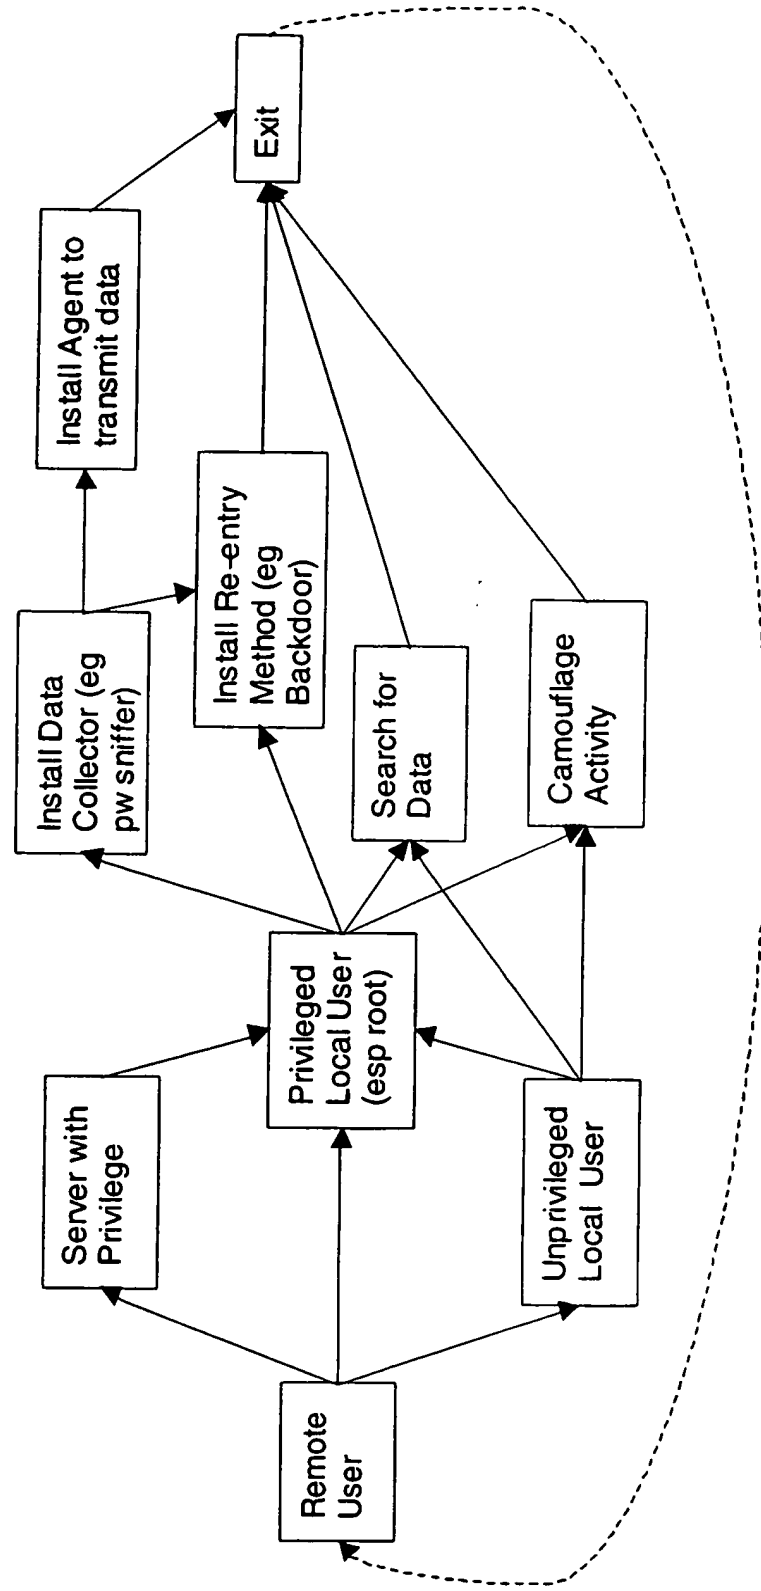 Remote
User
Server with
Privilege
Privileged
Local User
(esp root)
Unprivileged
Local User
Install Data
Collector (eg
pw sniffer)
Install Re-entry
Method (eg
Backdoor)
Search for
Data
Camouflage
Activity
Install Agent to
transmit data
Exit